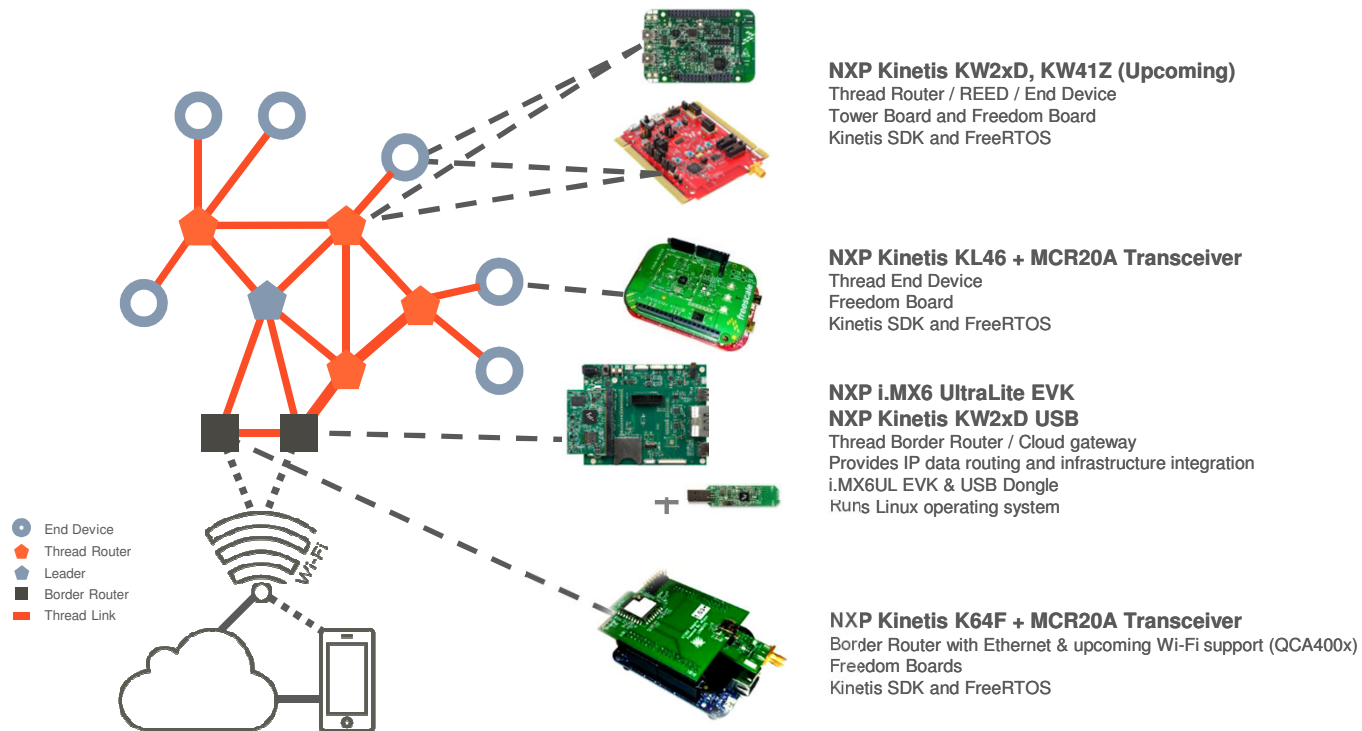 NXP Kinetis KW2xD, KW41Z (Upcoming)
Thread Router / REED / End Device
Tower Board and Freedom Board
Kinetis SDK and FreeRTOS
NXP Kinetis KL46 + MCR20A Transceiver
Thread End Device
Freedom Board
Kinetis SDK and FreeRTOS
freescale
NXP i.MX6 UltraLite EVK
NXP Kinetis KW2xD USB
Thread Border Router / Cloud gateway
Provides IP data routing and infrastructure integration
i.MX6UL EVK & USB Dongle
Runs Linux operating system
+
End Device
Thread Router
Leader
Border Router
Thread Link
Wi-Fi
NXP Kinetis K64F + MCR20A Transceiver
Border Router with Ethernet & upcoming Wi-Fi support (QCA400x)
Freedom Boards
Kinetis SDK and FreeRTOS